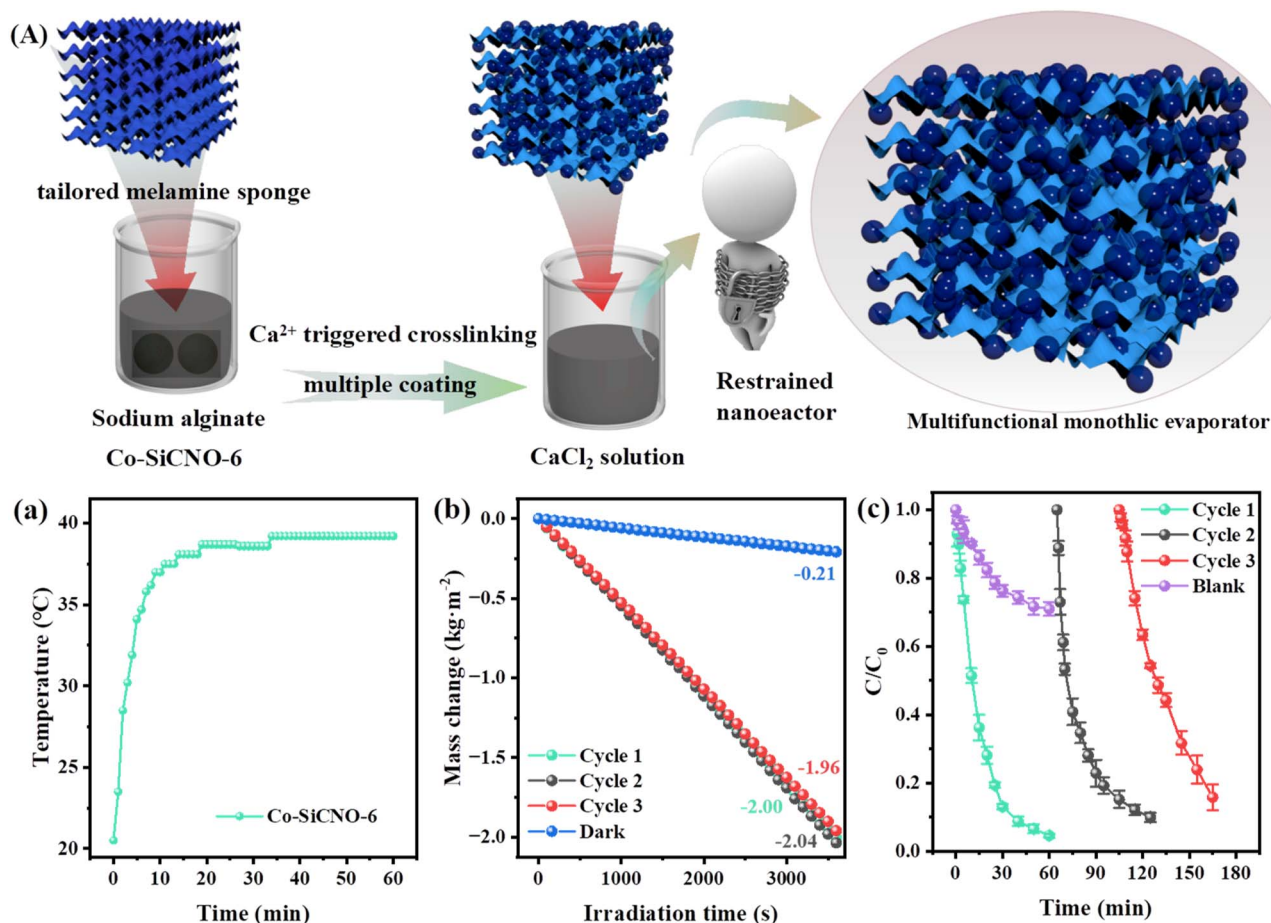 (A)
tailored melamine sponge
Ca²⁺ triggered crosslinking
multiple coating
Sodium alginate
Co-SiCNO-6
CaCl₂ solution
Restrained
nanoeactor
Multifunctional monothlic evaporator
(a)
40
35
30
25
20
Temperature (°C)
Co-SiCNO-6
0 10 20 30 40 50 60
Time (min)
(b)
0.0
−0.5
−1.0
−1.5
−2.0
Mass change (kg·m⁻²)
-0.21
-1.96
-2.00
-2.04
Cycle 1
Cycle 2
Cycle 3
Dark
0 1000 2000 3000
Irradiation time (s)
(c)
1.0
0.8
0.6
0.4
0.2
0.0
C/C₀
Cycle 1
Cycle 2
Cycle 3
Blank
0 30 60 90 120 150 180
Time (min)